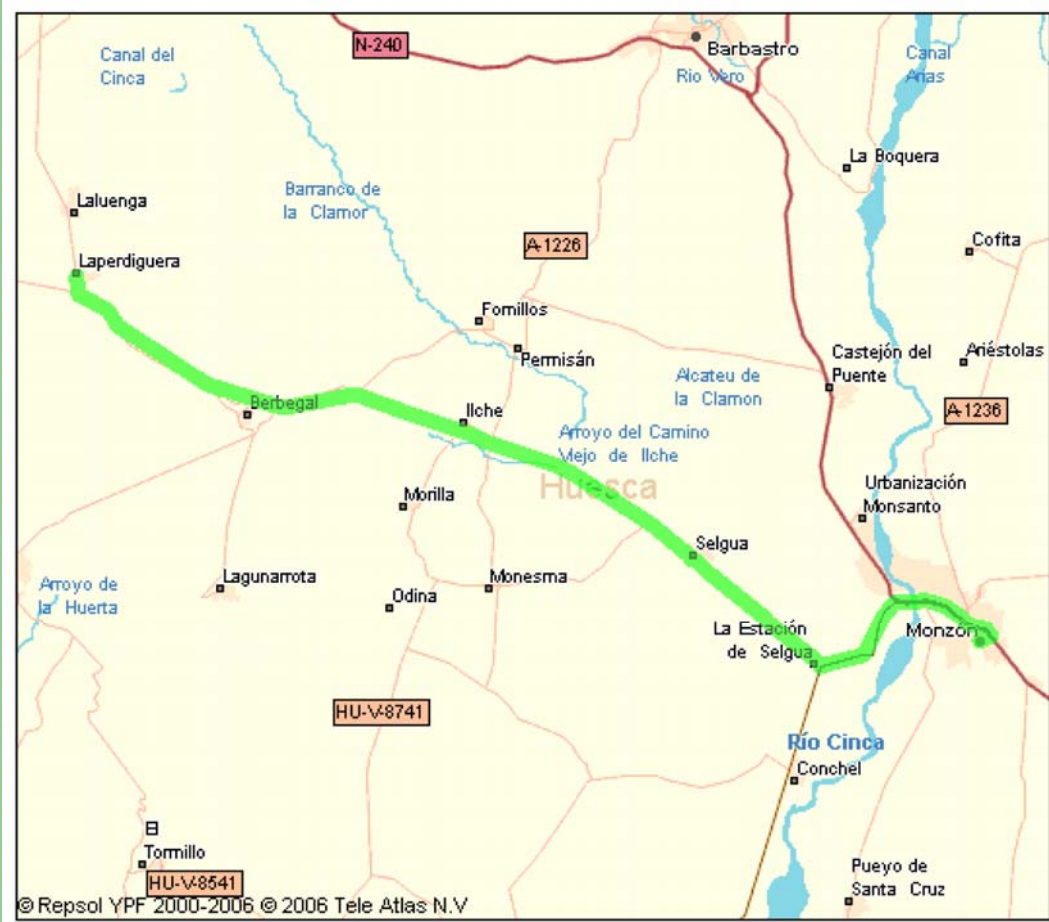 Canal del
Cinca
N-240
Barbastro
Rio Vero
Canal
Arias
La Boquera
Laluenga
Barranco de
la Clamor
A-1226
Cofita
Laperdiguera
Fornillos
Permisán
Castejón del
Puente
Ariéstolas
Alcateu de
la Clamon
A-1236
Berbegal
Ilche
Arroyo del Camino
Viejo de Ilche
Huesca
Urbanización
Monsanto
Morilla
Selgua
Arroyo de
la Huerta
Lagunarrota
Monesma
Odina
La Estación
de Selgua
Monzón
HU-V-8741
Río Cinca
Conchel
Tormillo
HU-V-8541
Pueyo de
Santa Cruz
© Repsol YPF 2000-2006 © 2006 Tele Atlas N.V